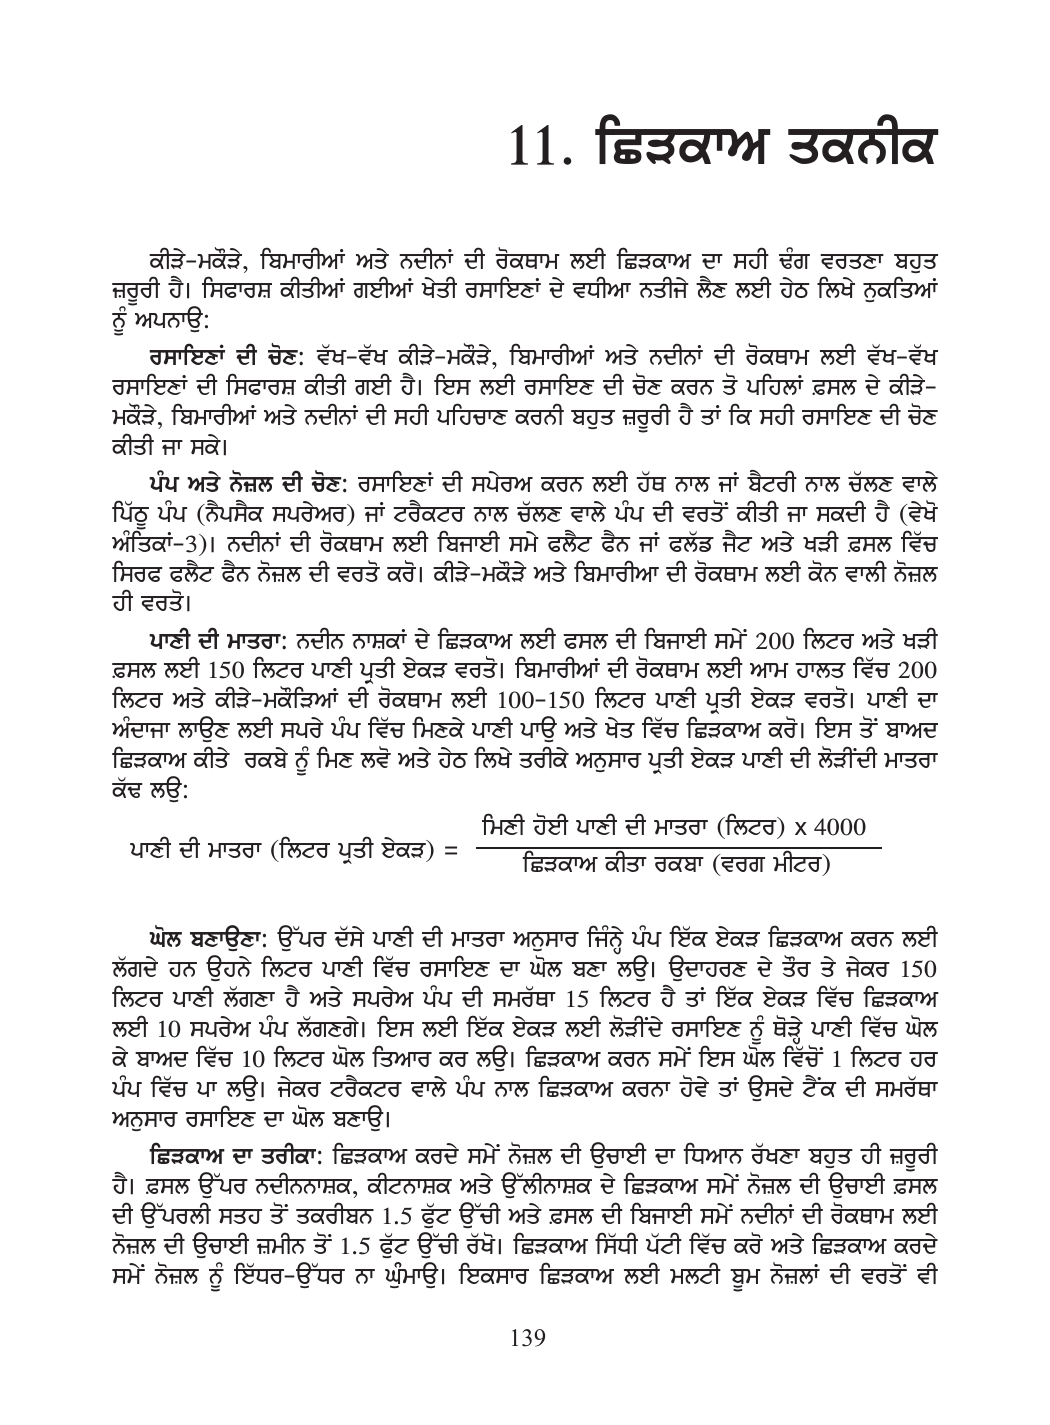 11. ਛਿੜਕਾਅ ਤਕਨੀਕ
ਕੀੜੇ-ਮਕੌੜੇ, ਬਿਮਾਰੀਆਂ ਅਤੇ ਨਦੀਨਾਂ ਦੀ ਰੋਕਥਾਮ ਲਈ ਛਿੜਕਾਅ ਦਾ ਸਹੀ ਢੰਗ ਵਰਤਣਾ ਬਹੁਤ
ਜ਼ਰੂਰੀ ਹੈ। ਸਿਫਾਰਸ਼ ਕੀਤੀਆਂ ਗਈਆਂ ਖੇਤੀ ਰਸਾਇਣਾਂ ਦੇ ਵਧੀਆ ਨਤੀਜੇ ਲੈਣ ਲਈ ਹੇਠ ਲਿਖੇ ਨੁਕਤਿਆਂ
ਨੂੰ ਅਪਨਾਉ:
ਰਸਾਇਣਾਂ ਦੀ ਚੋਣ: ਵੱਖ-ਵੱਖ ਕੀੜੇ-ਮਕੌੜੇ, ਬਿਮਾਰੀਆਂ ਅਤੇ ਨਦੀਨਾਂ ਦੀ ਰੋਕਥਾਮ ਲਈ ਵੱਖ-ਵੱਖ
ਰਸਾਇਣਾਂ ਦੀ ਸਿਫਾਰਸ਼ ਕੀਤੀ ਗਈ ਹੈ। ਇਸ ਲਈ ਰਸਾਇਣ ਦੀ ਚੋਣ ਕਰਨ ਤੋ ਪਹਿਲਾਂ ਫ਼ਸਲ ਦੇ ਕੀੜੇ-
ਮਕੌੜੇ, ਬਿਮਾਰੀਆਂ ਅਤੇ ਨਦੀਨਾਂ ਦੀ ਸਹੀ ਪਹਿਚਾਣ ਕਰਨੀ ਬਹੁਤ ਜ਼ਰੂਰੀ ਹੈ ਤਾਂ ਕਿ ਸਹੀ ਰਸਾਇਣ ਦੀ ਚੋਣ
ਕੀਤੀ ਜਾ ਸਕੇ।
ਪੰਪ ਅਤੇ ਨੋਜ਼ਲ ਦੀ ਚੋਣ: ਰਸਾਇਣਾਂ ਦੀ ਸਪੇਰਅ ਕਰਨ ਲਈ ਹੱਥ ਨਾਲ ਜਾਂ ਬੈਟਰੀ ਨਾਲ ਚੱਲਣ ਵਾਲੇ
ਪਿੱਠੂ ਪੰਪ (ਨੈਪਸੈਕ ਸਪਰੇਅਰ) ਜਾਂ ਟਰੈਕਟਰ ਨਾਲ ਚੱਲਣ ਵਾਲੇ ਪੰਪ ਦੀ ਵਰਤੋਂ ਕੀਤੀ ਜਾ ਸਕਦੀ ਹੈ (ਵੇਖੋ
ਅੰਤਿਕਾਂ-3)। ਨਦੀਨਾਂ ਦੀ ਰੋਕਥਾਮ ਲਈ ਬਿਜਾਈ ਸਮੇ ਫਲੈਟ ਫੈਨ ਜਾਂ ਫਲੱਡ ਜੈਟ ਅਤੇ ਖੜੀ ਫ਼ਸਲ ਵਿੱਚ
ਸਿਰਫ ਫਲੈਟ ਫੈਨ ਨੋਜ਼ਲ ਦੀ ਵਰਤੋ ਕਰੋ। ਕੀੜੇ-ਮਕੌੜੇ ਅਤੇ ਬਿਮਾਰੀਆ ਦੀ ਰੋਕਥਾਮ ਲਈ ਕੋਨ ਵਾਲੀ ਨੋਜ਼ਲ
ਹੀ ਵਰਤੋ।
ਪਾਣੀ ਦੀ ਮਾਤਰਾ: ਨਦੀਨ ਨਾਸ਼ਕਾਂ ਦੇ ਛਿੜਕਾਅ ਲਈ ਫਸਲ ਦੀ ਬਿਜਾਈ ਸਮੇਂ 200 ਲਿਟਰ ਅਤੇ ਖੜੀ
ਫ਼ਸਲ ਲਈ 150 ਲਿਟਰ ਪਾਣੀ ਪ੍ਰਤੀ ਏਕੜ ਵਰਤੋ। ਬਿਮਾਰੀਆਂ ਦੀ ਰੋਕਥਾਮ ਲਈ ਆਮ ਹਾਲਤ ਵਿੱਚ 200
ਲਿਟਰ ਅਤੇ ਕੀੜੇ-ਮਕੌੜਿਆਂ ਦੀ ਰੋਕਥਾਮ ਲਈ 100-150 ਲਿਟਰ ਪਾਣੀ ਪ੍ਰਤੀ ਏਕੜ ਵਰਤੋ। ਪਾਣੀ ਦਾ
ਅੰਦਾਜਾ ਲਾਉਣ ਲਈ ਸਪਰੇ ਪੰਪ ਵਿੱਚ ਮਿਣਕੇ ਪਾਣੀ ਪਾਉ ਅਤੇ ਖੇਤ ਵਿੱਚ ਛਿੜਕਾਅ ਕਰੋ। ਇਸ ਤੋਂ ਬਾਅਦ
ਛਿੜਕਾਅ ਕੀਤੇ ਰਕਬੇ ਨੂੰ ਮਿਣ ਲਵੋ ਅਤੇ ਹੇਠ ਲਿਖੇ ਤਰੀਕੇ ਅਨੁਸਾਰ ਪ੍ਰਤੀ ਏਕੜ ਪਾਣੀ ਦੀ ਲੋੜੀਂਦੀ ਮਾਤਰਾ
ਕੱਢ ਲਉ:
ਮਿਣੀ ਹੋਈ ਪਾਣੀ ਦੀ ਮਾਤਰਾ (ਲਿਟਰ) x 4000
ਪਾਣੀ ਦੀ ਮਾਤਰਾ (ਲਿਟਰ ਪ੍ਰਤੀ ਏਕੜ) =
ਛਿੜਕਾਅ ਕੀਤਾ ਰਕਬਾ (ਵਰਗ ਮੀਟਰ)
ਘੋਲ ਬਣਾਉਣਾ: ਉੱਪਰ ਦੱਸੇ ਪਾਣੀ ਦੀ ਮਾਤਰਾ ਅਨੁਸਾਰ ਜਿੰਨ੍ਹੇ ਪੰਪ ਇੱਕ ਏਕੜ ਛਿੜਕਾਅ ਕਰਨ ਲਈ
ਲੱਗਦੇ ਹਨ ਉਹਨੇ ਲਿਟਰ ਪਾਣੀ ਵਿੱਚ ਰਸਾਇਣ ਦਾ ਘੋਲ ਬਣਾ ਲਉ। ਉਦਾਹਰਣ ਦੇ ਤੌਰ ਤੇ ਜੇਕਰ 150
ਲਿਟਰ ਪਾਣੀ ਲੱਗਣਾ ਹੈ ਅਤੇ ਸਪਰੇਅ ਪੰਪ ਦੀ ਸਮਰੱਥਾ 15 ਲਿਟਰ ਹੈ ਤਾਂ ਇੱਕ ਏਕੜ ਵਿੱਚ ਛਿੜਕਾਅ
ਲਈ 10 ਸਪਰੇਅ ਪੰਪ ਲੱਗਣਗੇ। ਇਸ ਲਈ ਇੱਕ ਏਕੜ ਲਈ ਲੋੜੀਂਦੇ ਰਸਾਇਣ ਨੂੰ ਥੋੜ੍ਹੇ ਪਾਣੀ ਵਿੱਚ ਘੋਲ
ਕੇ ਬਾਅਦ ਵਿੱਚ 10 ਲਿਟਰ ਘੋਲ ਤਿਆਰ ਕਰ ਲਉ। ਛਿੜਕਾਅ ਕਰਨ ਸਮੇਂ ਇਸ ਘੋਲ ਵਿੱਚੋਂ 1 ਲਿਟਰ ਹਰ
ਪੰਪ ਵਿੱਚ ਪਾ ਲਉ। ਜੇਕਰ ਟਰੈਕਟਰ ਵਾਲੇ ਪੰਪ ਨਾਲ ਛਿੜਕਾਅ ਕਰਨਾ ਹੋਵੇ ਤਾਂ ਉਸਦੇ ਟੈਂਕ ਦੀ ਸਮਰੱਥਾ
ਅਨੁਸਾਰ ਰਸਾਇਣ ਦਾ ਘੋਲ ਬਣਾਉ।
ਛਿੜਕਾਅ ਦਾ ਤਰੀਕਾ: ਛਿੜਕਾਅ ਕਰਦੇ ਸਮੇਂ ਨੋਜ਼ਲ ਦੀ ਉਚਾਈ ਦਾ ਧਿਆਨ ਰੱਖਣਾ ਬਹੁਤ ਹੀ ਜ਼ਰੂਰੀ
ਹੈ। ਫ਼ਸਲ ਉੱਪਰ ਨਦੀਨਨਾਸ਼ਕ, ਕੀਟਨਾਸ਼ਕ ਅਤੇ ਉੱਲੀਨਾਸ਼ਕ ਦੇ ਛਿੜਕਾਅ ਸਮੇਂ ਨੋਜ਼ਲ ਦੀ ਉਚਾਈ ਫ਼ਸਲ
ਦੀ ਉੱਪਰਲੀ ਸਤਹ ਤੋਂ ਤਕਰੀਬਨ 1.5 ਫੁੱਟ ਉੱਚੀ ਅਤੇ ਫ਼ਸਲ ਦੀ ਬਿਜਾਈ ਸਮੇਂ ਨਦੀਨਾਂ ਦੀ ਰੋਕਥਾਮ ਲਈ
ਨੋਜ਼ਲ ਦੀ ਉਚਾਈ ਜ਼ਮੀਨ ਤੋਂ 1.5 ਫੁੱਟ ਉੱਚੀ ਰੱਖੋ। ਛਿੜਕਾਅ ਸਿੱਧੀ ਪੱਟੀ ਵਿੱਚ ਕਰੋ ਅਤੇ ਛਿੜਕਾਅ ਕਰਦੇ
ਸਮੇਂ ਨੋਜ਼ਲ ਨੂੰ ਇੱਧਰ-ਉੱਧਰ ਨਾ ਘੁੰਮਾਉ। ਇਕਸਾਰ ਛਿੜਕਾਅ ਲਈ ਮਲਟੀ ਬੂਮ ਨੋਜ਼ਲਾਂ ਦੀ ਵਰਤੋਂ ਵੀ
139